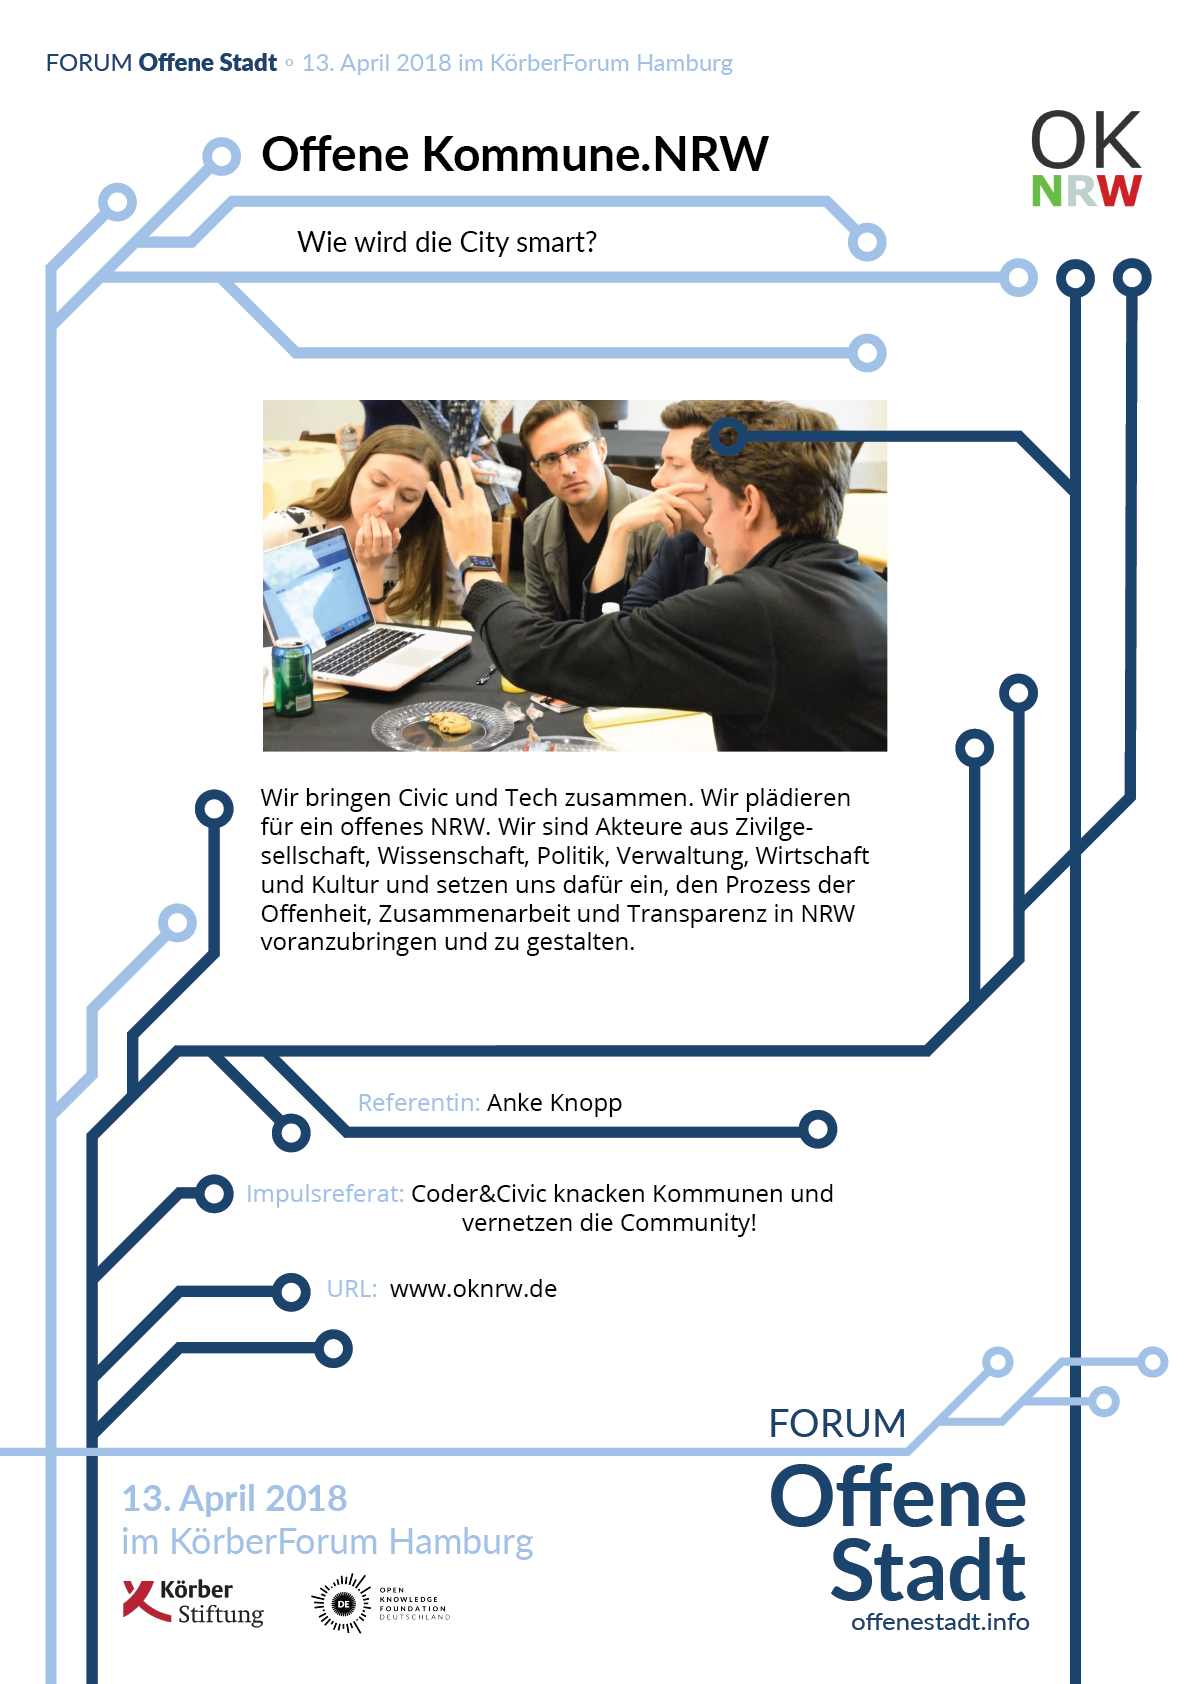 FORUM Offene Stadt ° 13. April 2018 im KörberForum Hamburg
Offene Kommune.NRW
OK
NRW
Wie wird die City smart?
Wir bringen Civic und Tech zusammen. Wir plädieren
für ein offenes NRW. Wir sind Akteure aus Zivilge-
sellschaft, Wissenschaft, Politik, Verwaltung, Wirtschaft
und Kultur und setzen uns dafür ein, den Prozess der
Offenheit, Zusammenarbeit und Transparenz in NRW
voranzubringen und zu gestalten.
Referentin: Anke Knopp
Impulsreferat: Coder&Civic knacken Kommunen und
vernetzen die Community!
URL: www.oknrw.de
FORUM
Offene
Stadt
offenestadt.info
13. April 2018
im KörberForum Hamburg
Körber
Stiftung
DE
OPEN
KNOWLEDGE
FOUNDATION
DEUTSCHLAND